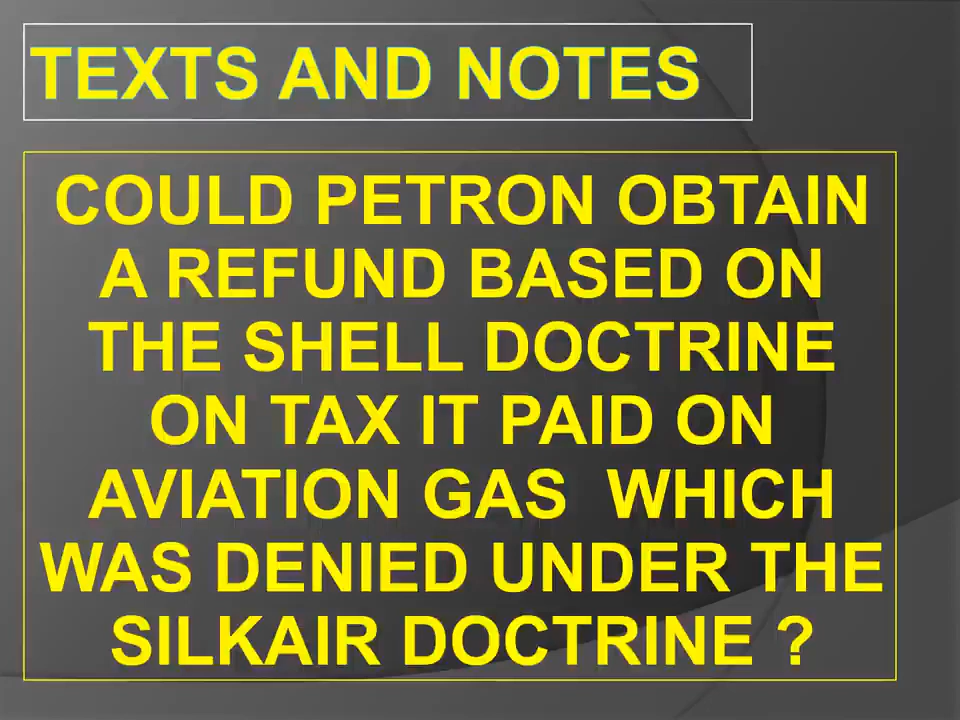 TEXTS AND NOTES
COULD PETRON OBTAIN
A REFUND BASED ON
THE SHELL DOCTRINE
ON TAX IT PAID ON
AVIATION GAS  WHICH
WAS DENIED UNDER THE
SILKAIR DOCTRINE ?